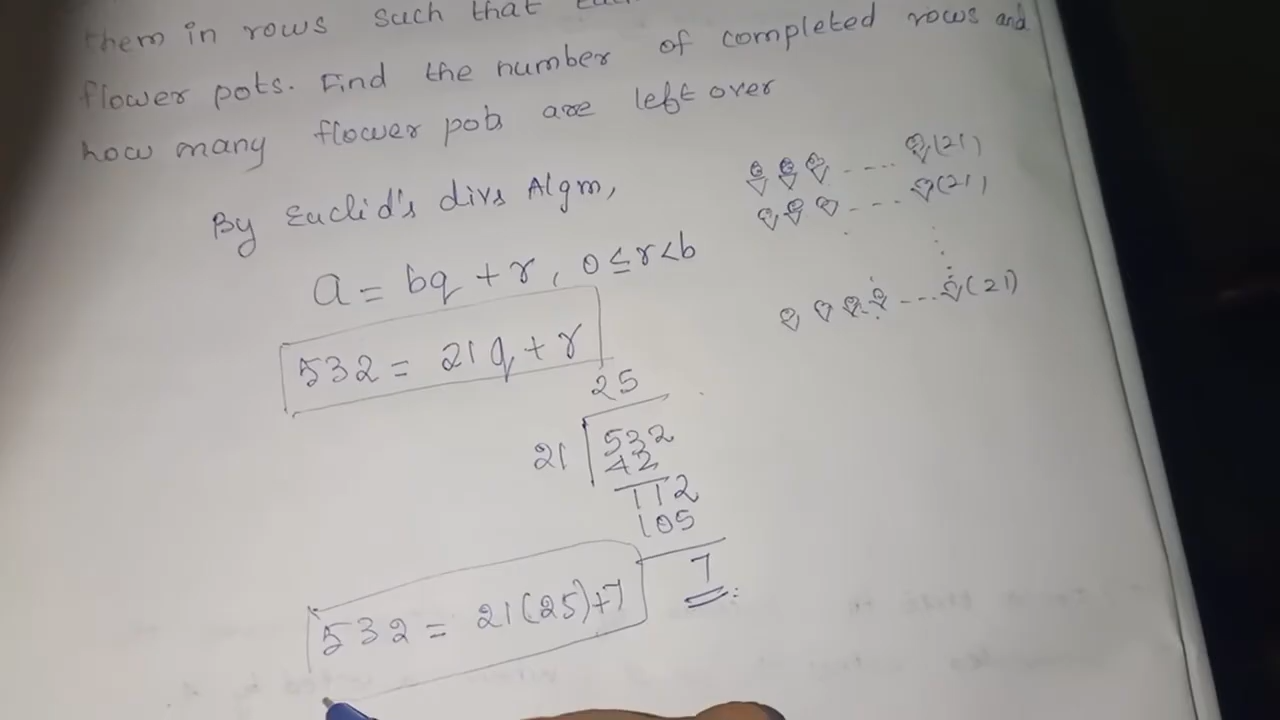 them in rows such that
flower pots. Find the number of completed rows and
how many flower pots are left over
By Euclid's divs Algm,
a = bq + r, 0 ≤ r < b
532 = 21q + r
25
21 532
42
112
105
7
532 = 21(25)+7
.... (21)
... (21)
... (21)